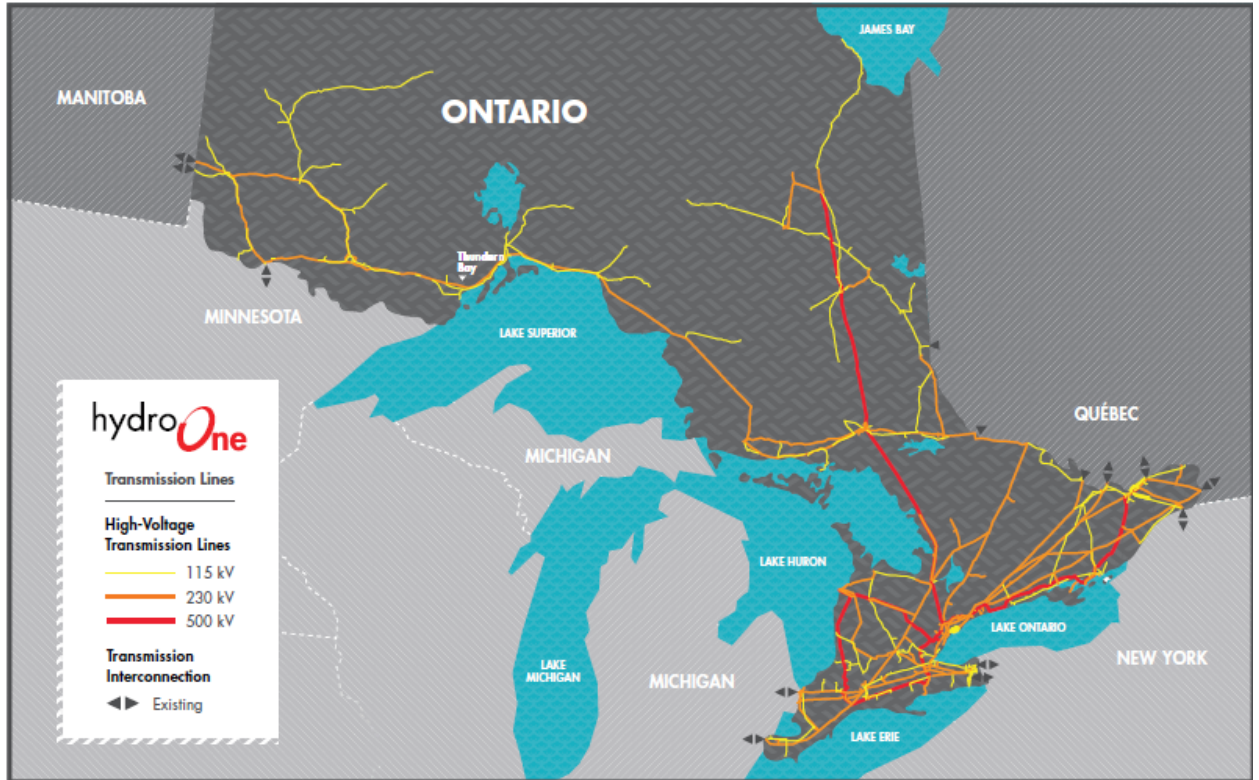 JAMES BAY
MANITOBA
ONTARIO
Bay
MINNESOTA
LAKE SUPERIOR
QUÉBEC
MICHIGAN
LAKE HURON
LAKE ONTARIO
NEW YORK
LAKE
MICHIGAN
MICHIGAN
LAKE ERIE
hydroOne
Transmission Lines
High-Voltage
Transmission Lines
115 kV
230 kV
500 kV
Transmission
Interconnection
Existing